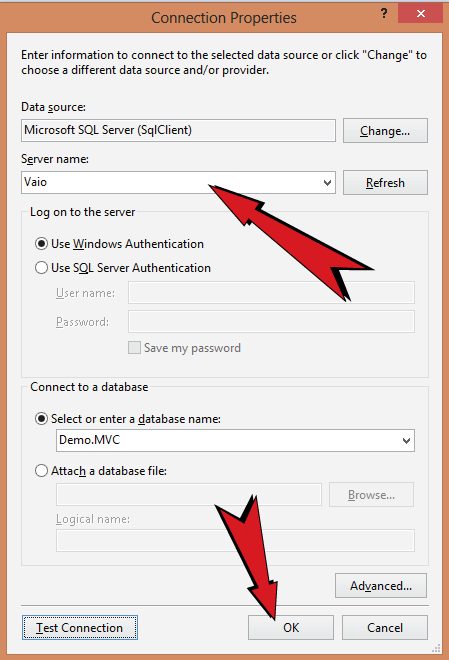 Connection Properties
? ×
Enter information to connect to the selected data source or click "Change" to
choose a different data source and/or provider.
Data source:
Microsoft SQL Server (SqlClient)
Change...
Server name:
Vaio
Refresh
Log on to the server
Use Windows Authentication
Use SQL Server Authentication
User name:
Password:
Save my password
Connect to a database
Select or enter a database name:
Demo.MVC
Attach a database file:
Browse...
Logical name:
Advanced...
Test Connection
OK
Cancel